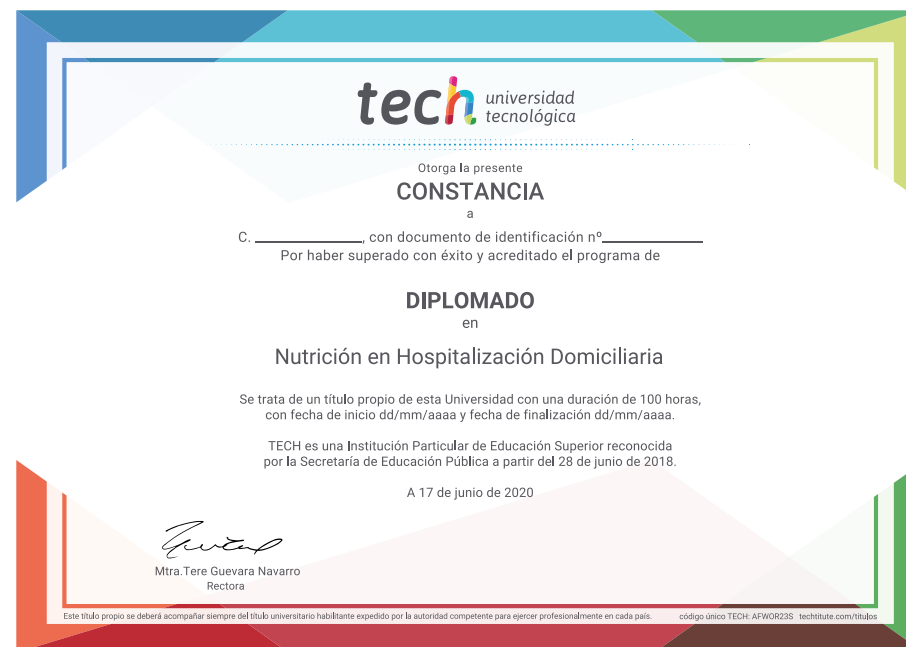 tech universidad
tecnológica
Otorga la presente
CONSTANCIA
a
C. ____________, con documento de identificación nº____________
Por haber superado con éxito y acreditado el programa de
DIPLOMADO
en
Nutrición en Hospitalización Domiciliaria
Se trata de un título propio de esta Universidad con una duración de 100 horas,
con fecha de inicio dd/mm/aaaa y fecha de finalización dd/mm/aaaa.
TECH es una Institución Particular de Educación Superior reconocida
por la Secretaría de Educación Pública a partir del 28 de junio de 2018.
A 17 de junio de 2020
Mtra.Tere Guevara Navarro
Rectora
Este título propio se deberá acompañar siempre del título universitario habilitante expedido por la autoridad competente para ejercer profesionalmente en cada país. código único TECH: AFWOR23S techtitute.com/titulos